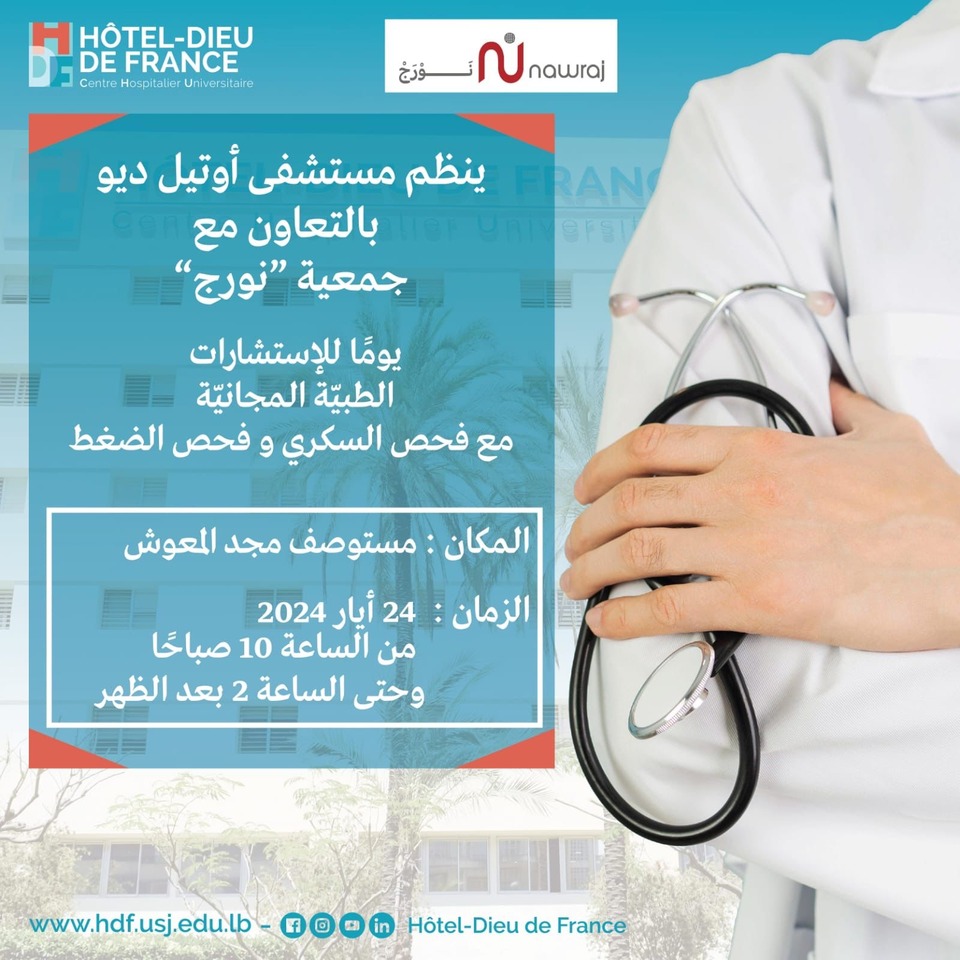 HÔTEL-DIEU
DE FRANCE
Centre Hospitalier Universitaire
نَـوْرَجْ nawraj
ينظم مستشفى أوتيل ديو
بالتعاون مع
جمعية ”نورج“
يومًا للإستشارات
الطبيّة المجانيّة
مع فحص السكري و فحص الضغط
المكان : مستوصف مجد المعوش
الزمان : 24 أيار 2024
من الساعة 10 صباحًا
وحتى الساعة 2 بعد الظهر
www.hdf.usj.edu.lb - Hôtel-Dieu de France